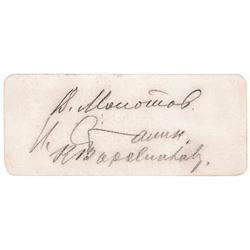 В. Молотов.
И. Сталин.
К Ворошилов